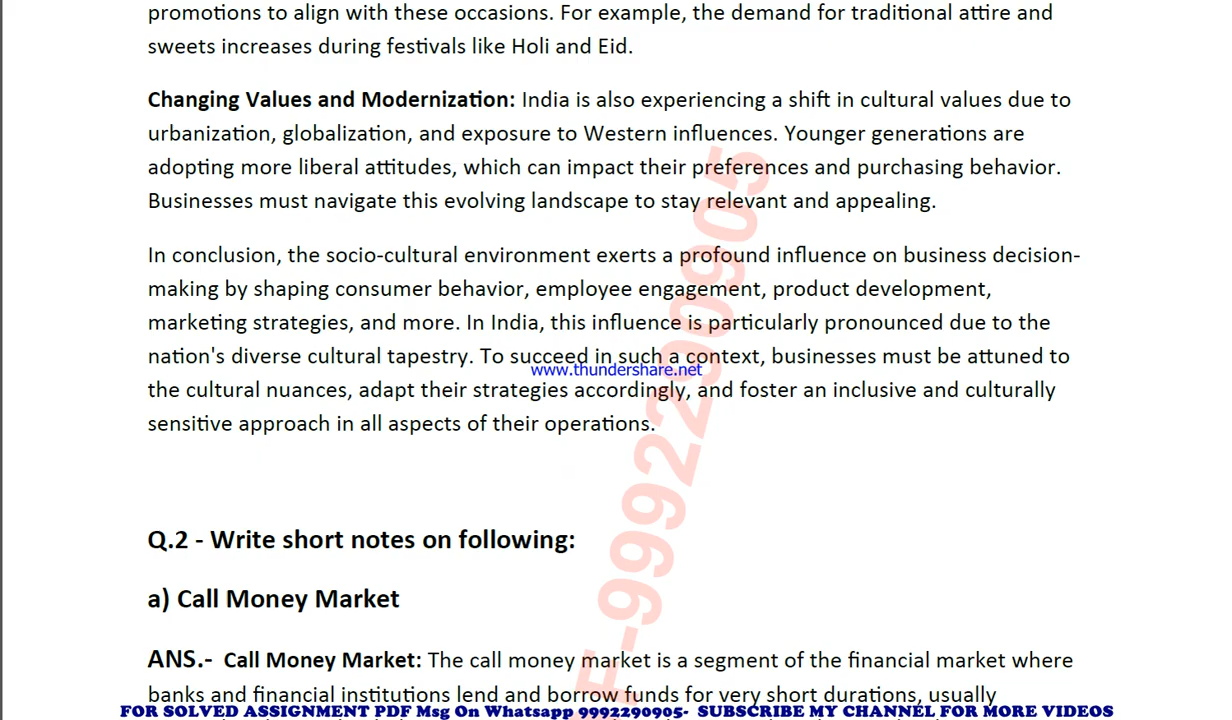 promotions to align with these occasions. For example, the demand for traditional attire and
sweets increases during festivals like Holi and Eid.
Changing Values and Modernization: India is also experiencing a shift in cultural values due to
urbanization, globalization, and exposure to Western influences. Younger generations are
adopting more liberal attitudes, which can impact their preferences and purchasing behavior.
Businesses must navigate this evolving landscape to stay relevant and appealing.
In conclusion, the socio-cultural environment exerts a profound influence on business decision-
making by shaping consumer behavior, employee engagement, product development,
marketing strategies, and more. In India, this influence is particularly pronounced due to the
nation's diverse cultural tapestry. To succeed in such a context, businesses must be attuned to
www.thundershare.net
the cultural nuances, adapt their strategies accordingly, and foster an inclusive and culturally
sensitive approach in all aspects of their operations.
F-9992290905
Q.2 - Write short notes on following:
a) Call Money Market
ANS.- Call Money Market: The call money market is a segment of the financial market where
banks and financial institutions lend and borrow funds for very short durations, usually
FOR SOLVED ASSIGNMENT PDF Msg On Whatsapp 9992290905- SUBSCRIBE MY CHANNEL FOR MORE VIDEOS